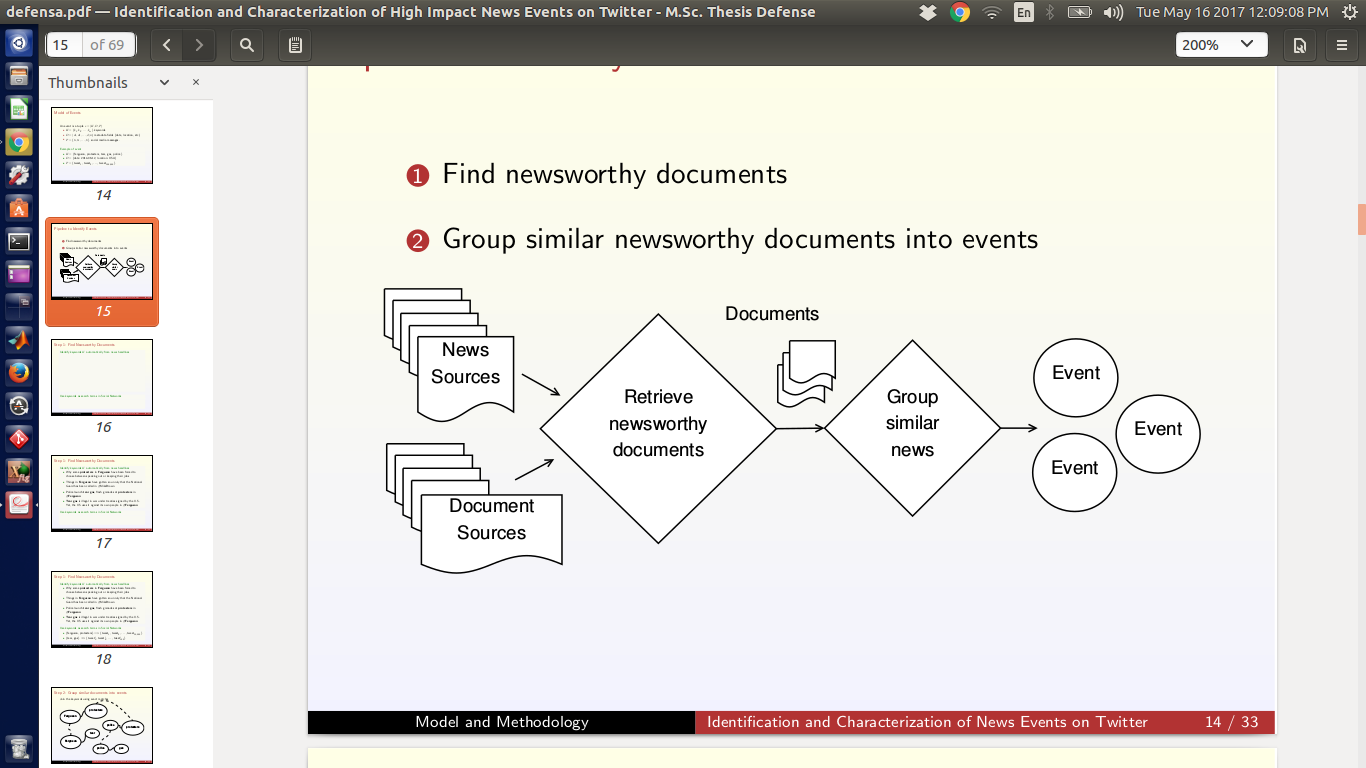 defensa.pdf — Identification and Characterization of High Impact News Events on Twitter - M.Sc. Thesis Defense
En
Tue May 16 2017 12:09:08 PM
15 of 69
200%
Thumbnails
14
15
16
17
18
1 Find newsworthy documents
2 Group similar newsworthy documents into events
News
Sources
Document
Sources
Retrieve
newsworthy
documents
Documents
Group
similar
news
Event
Event
Event
Model and Methodology
Identification and Characterization of News Events on Twitter
14 / 33